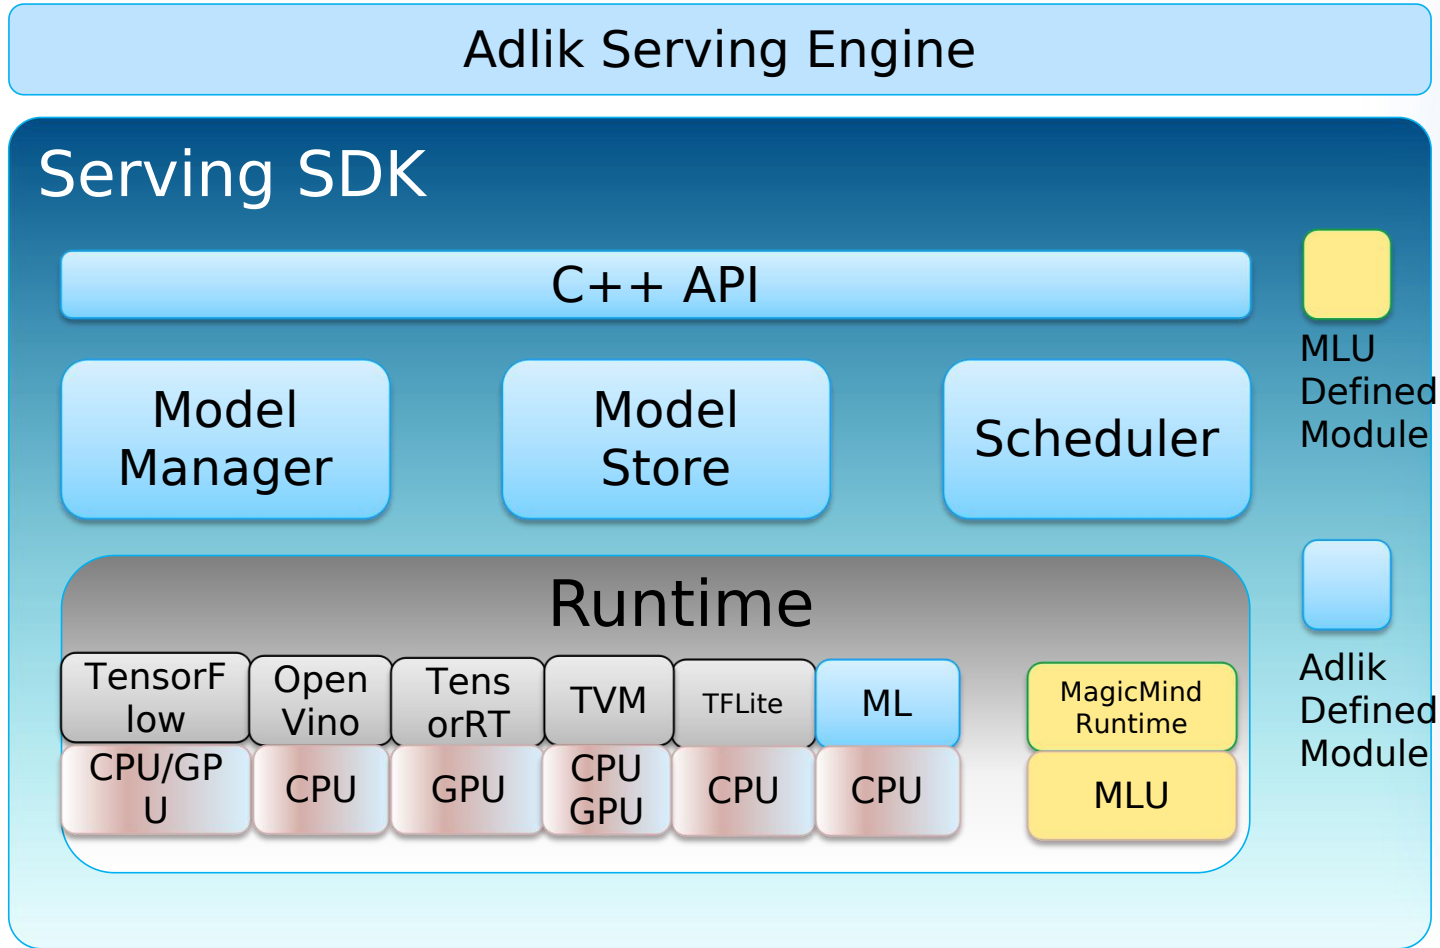 Adlik Serving Engine
Serving SDK
C++ API
MLU
Defined
Module
Model
Manager
Model
Store
Scheduler
Runtime
TensorF
low
Open
Vino
Tens
orRT
TVM
TFLite
ML
MagicMind
Runtime
CPU/GP
U
CPU
GPU
CPU
GPU
CPU
CPU
MLU
Adlik
Defined
Module